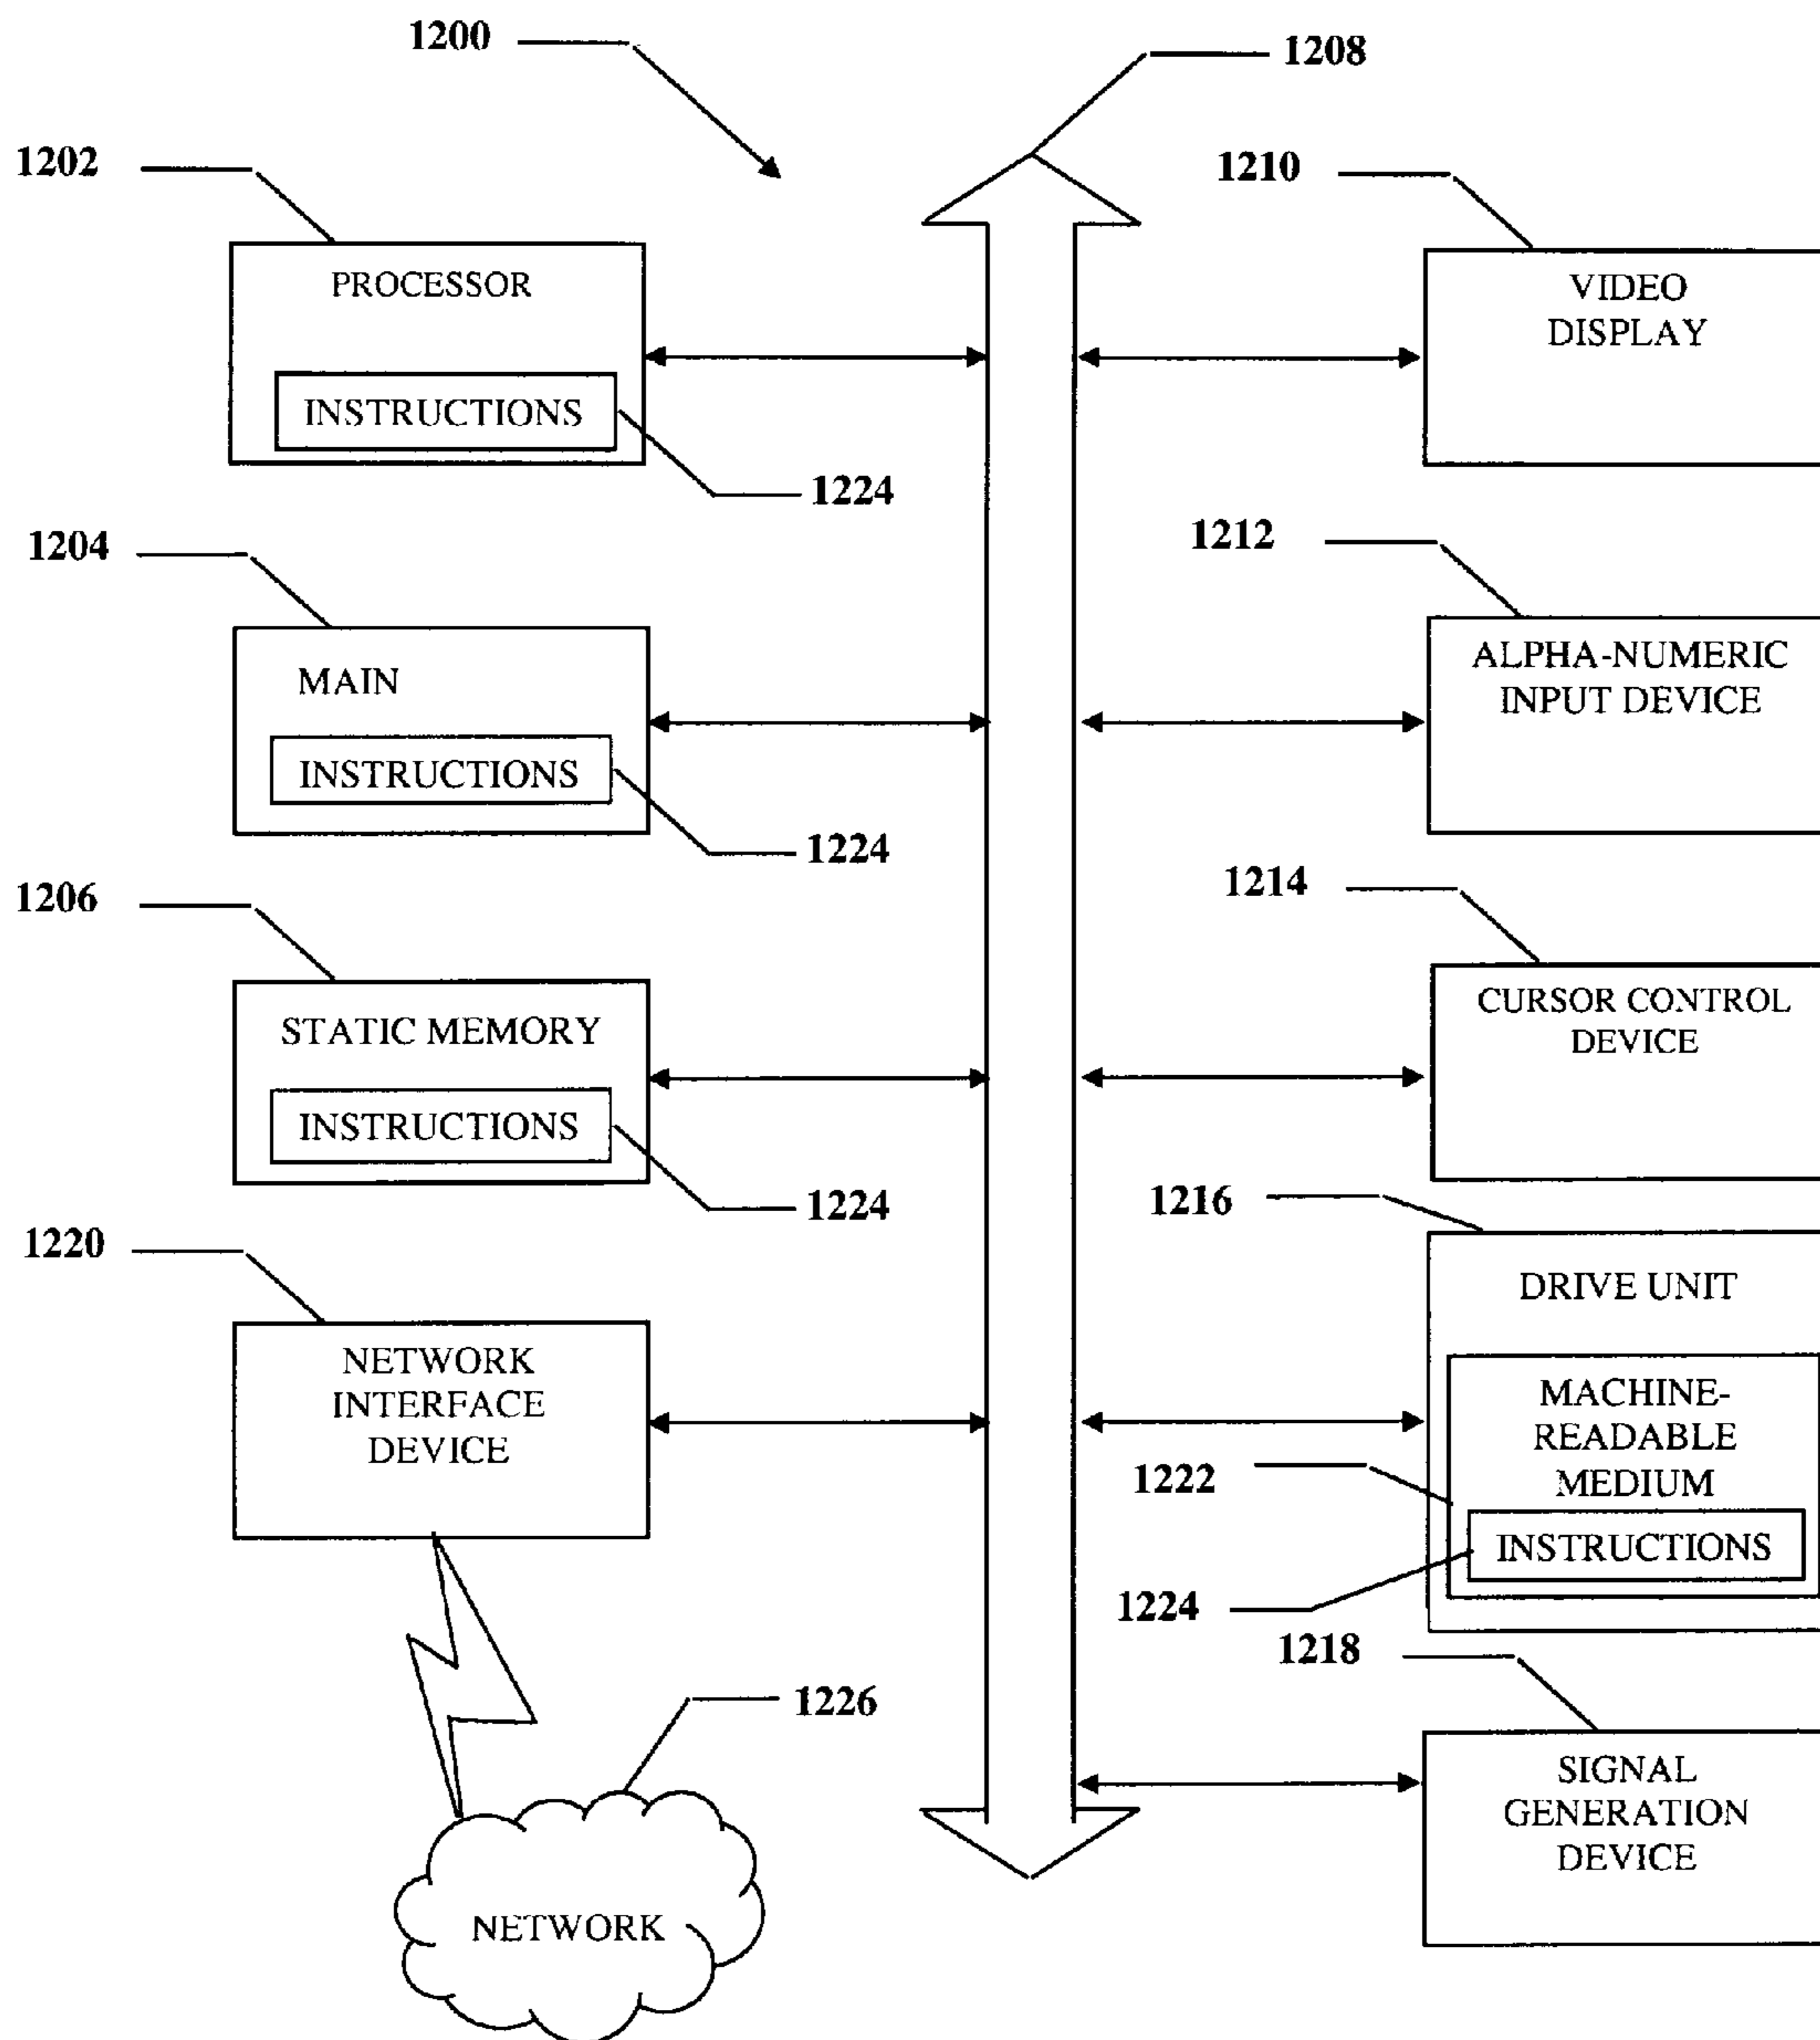 1200
1208
1202
1210
PROCESSOR
INSTRUCTIONS
1224
VIDEO
DISPLAY
1204
1212
MAIN
INSTRUCTIONS
1224
ALPHA-NUMERIC
INPUT DEVICE
1206
1214
STATIC MEMORY
INSTRUCTIONS
1224
CURSOR CONTROL
DEVICE
1220
1216
NETWORK
INTERFACE
DEVICE
DRIVE UNIT
MACHINE-
READABLE
MEDIUM
1222
INSTRUCTIONS
1224
1218
1226
SIGNAL
GENERATION
DEVICE
NETWORK